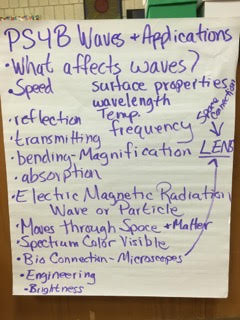 PS4B Waves + Applications
• What affects waves?
• Speed surface properties
wavelength
Temp.
• reflection frequency
Space Connection
• transmitting
• bending-Magnification LENS
• absorption
• Electric Magnetic Radiation
Wave or Particle
• Moves through Space + Matter
• Spectrum Color Visible
• Bio Connection - Microscopes
• Engineering
- Brightness